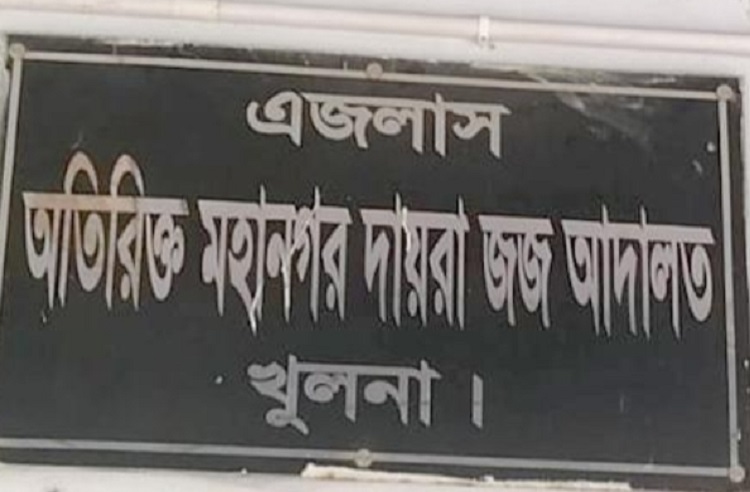 এজলাস
অতিরিক্ত মহানগর দায়রা জজ আদালত
খুলনা।